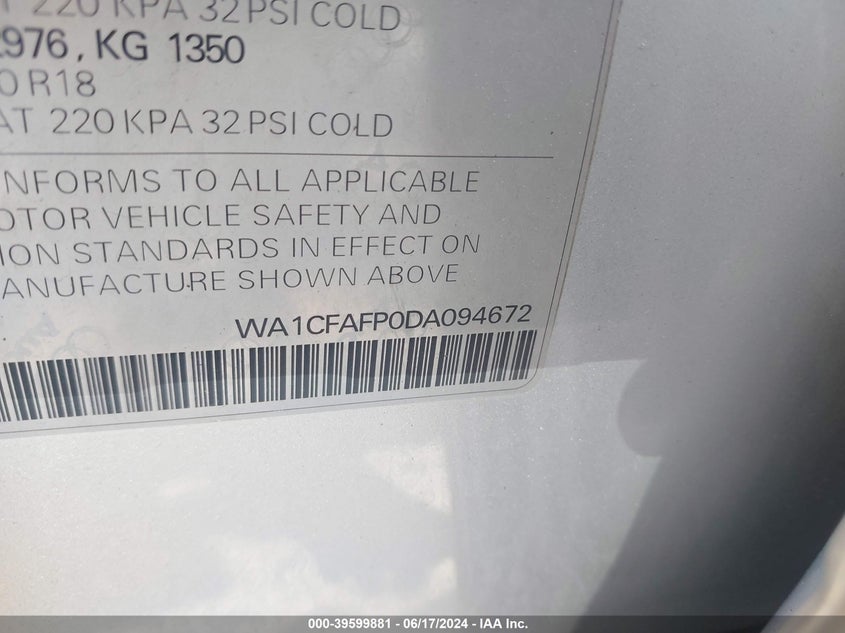 220 KPA 32 PSI COLD
2976, KG 1350
0 R18
AT 220 KPA 32 PSI COLD
NFORMS TO ALL APPLICABLE
OTOR VEHICLE SAFETY AND
ION STANDARDS IN EFFECT ON
ANUFACTURE SHOWN ABOVE
WA1CFAFP0DA094672
000-39599881 - 06/17/2024 - IAA Inc.